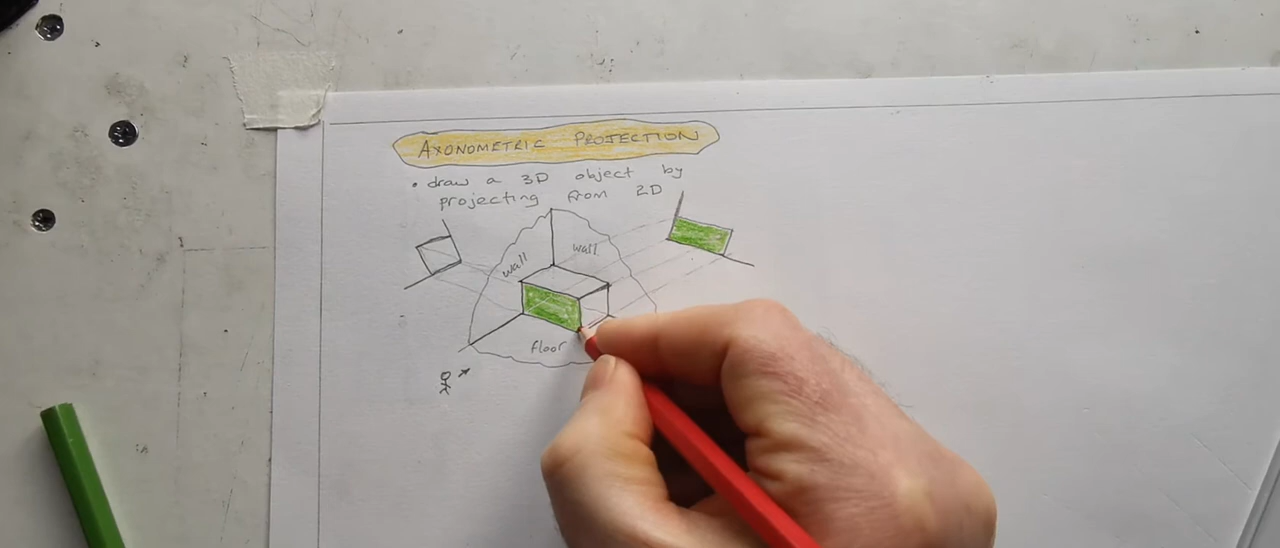 AXONOMETRIC PROJECTION
• draw a 3D object by
projecting from 2D
wall
wall
floor